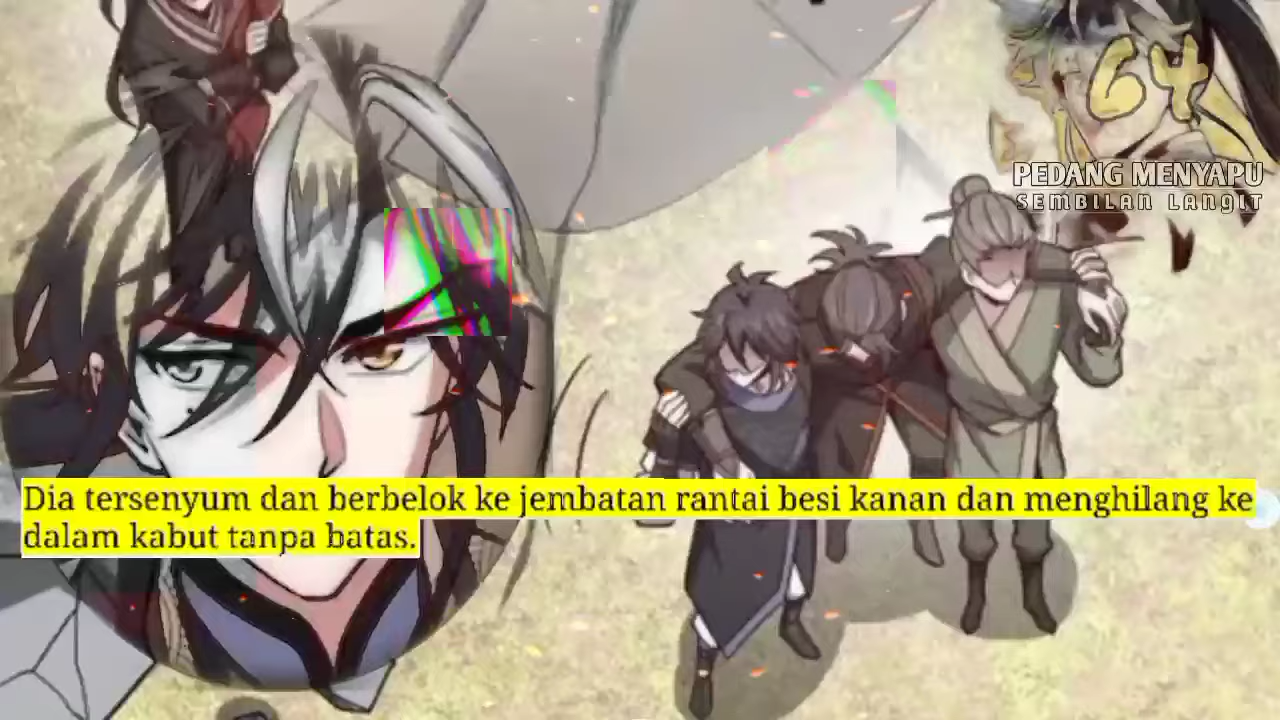 64
PEDANG MENYAPU
SEMBILAN LANGIT
Dia tersenyum dan berbelok ke jembatan rantai besi kanan dan menghilang ke
dalam kabut tanpa batas.